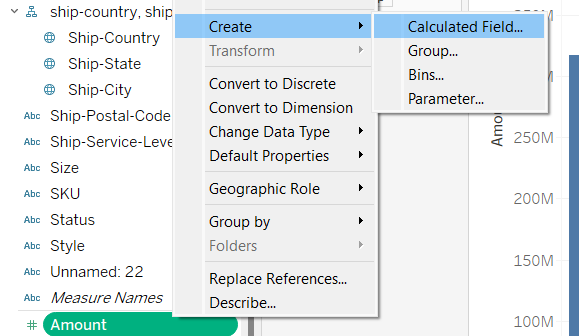 ship-country, ship
Ship-Country
Ship-State
Ship-City
Abc Ship-Postal-Code
Abc Ship-Service-Leve
Abc Size
Abc SKU
Abc Status
Abc Style
Abc Unnamed: 22
Abc Measure Names
# Amount
Create
Transform
Convert to Discrete
Convert to Dimension
Change Data Type
Default Properties
Geographic Role
Group by
Folders
Replace References...
Describe...
Calculated Field...
Group...
Bins...
Parameter...
Amou
250M
200M
150M